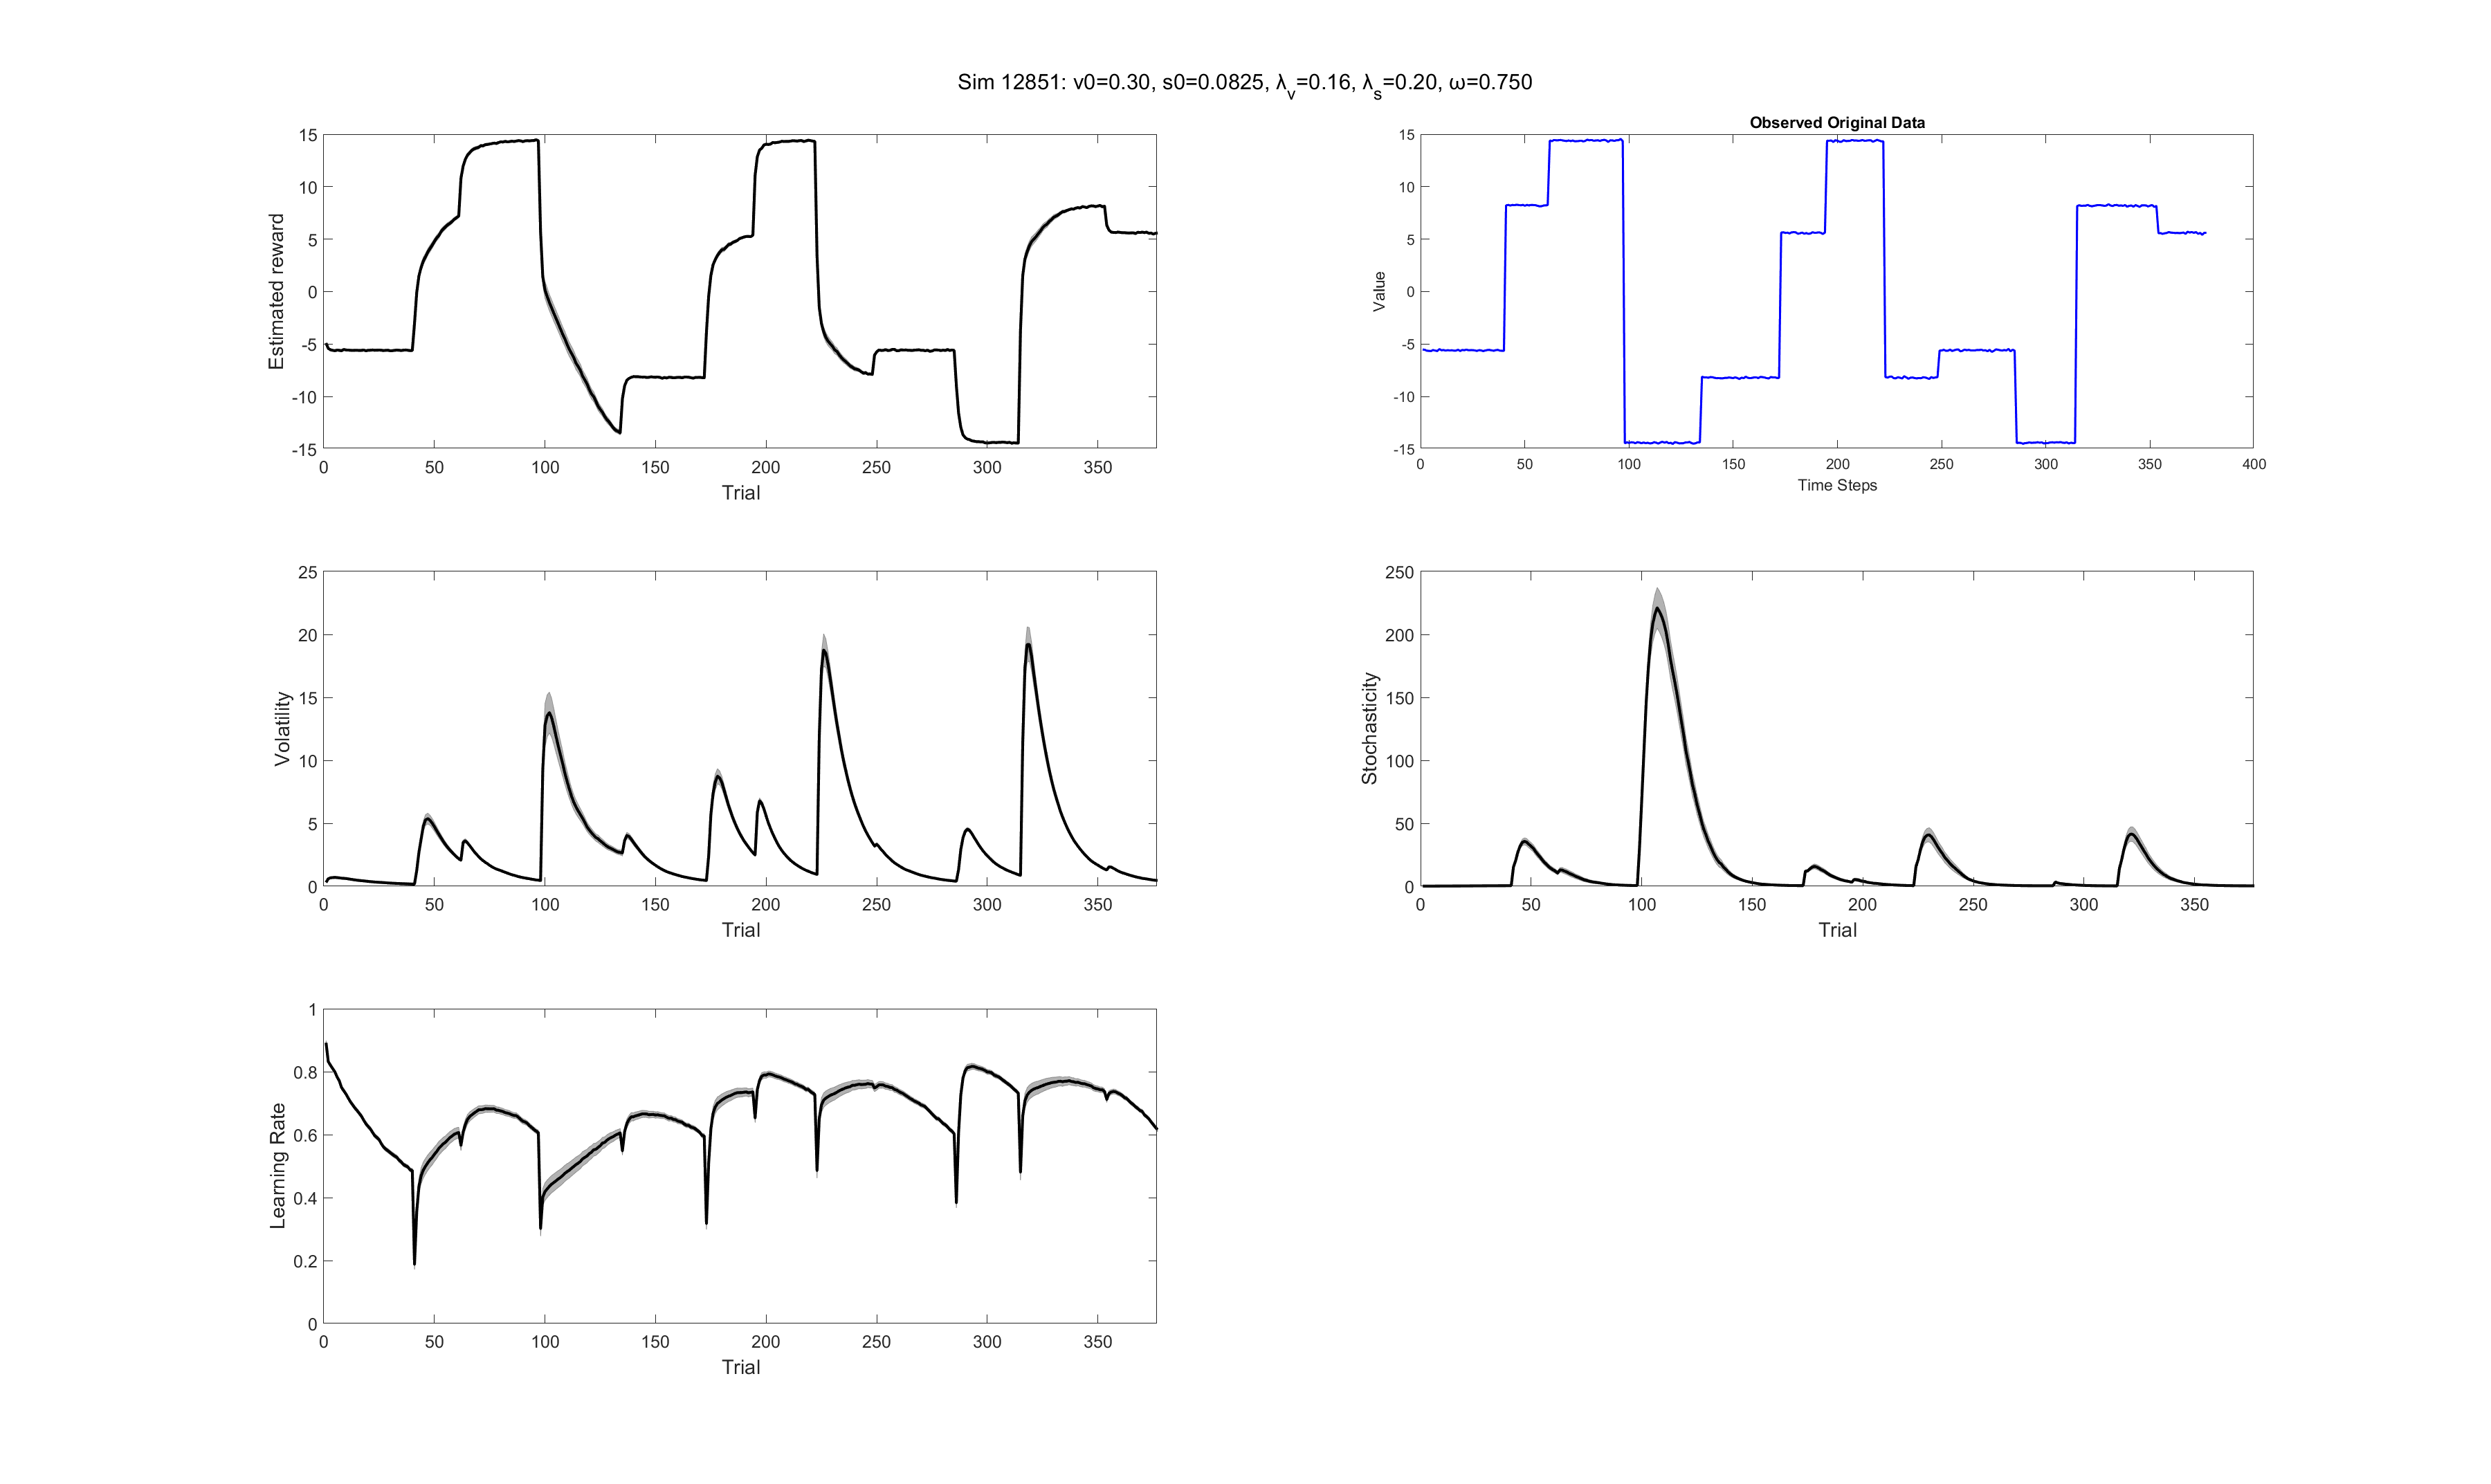 Sim 12851: v0=0.30, s0=0.0825, λv=0.16, λs=0.20, ω=0.750
Estimated reward
15
10
5
0
-5
-10
-15
0 50 100 150 200 250 300 350
Trial
Observed Original Data
Value
15
10
5
0
-5
-10
-15
0 50 100 150 200 250 300 350 400
Time Steps
Volatility
25
20
15
10
5
0
0 50 100 150 200 250 300 350
Trial
Stochasticity
250
200
150
100
50
0
0 50 100 150 200 250 300 350
Trial
Learning Rate
1
0.8
0.6
0.4
0.2
0
0 50 100 150 200 250 300 350
Trial